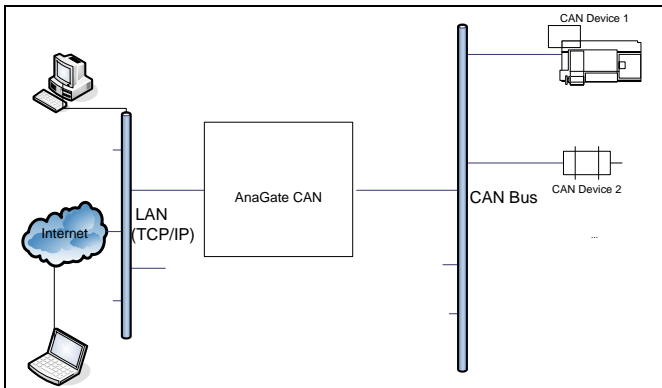 CAN Device 1
AnaGate CAN
LAN
(TCP/IP)
Internet
CAN Bus
CAN Device 2
...